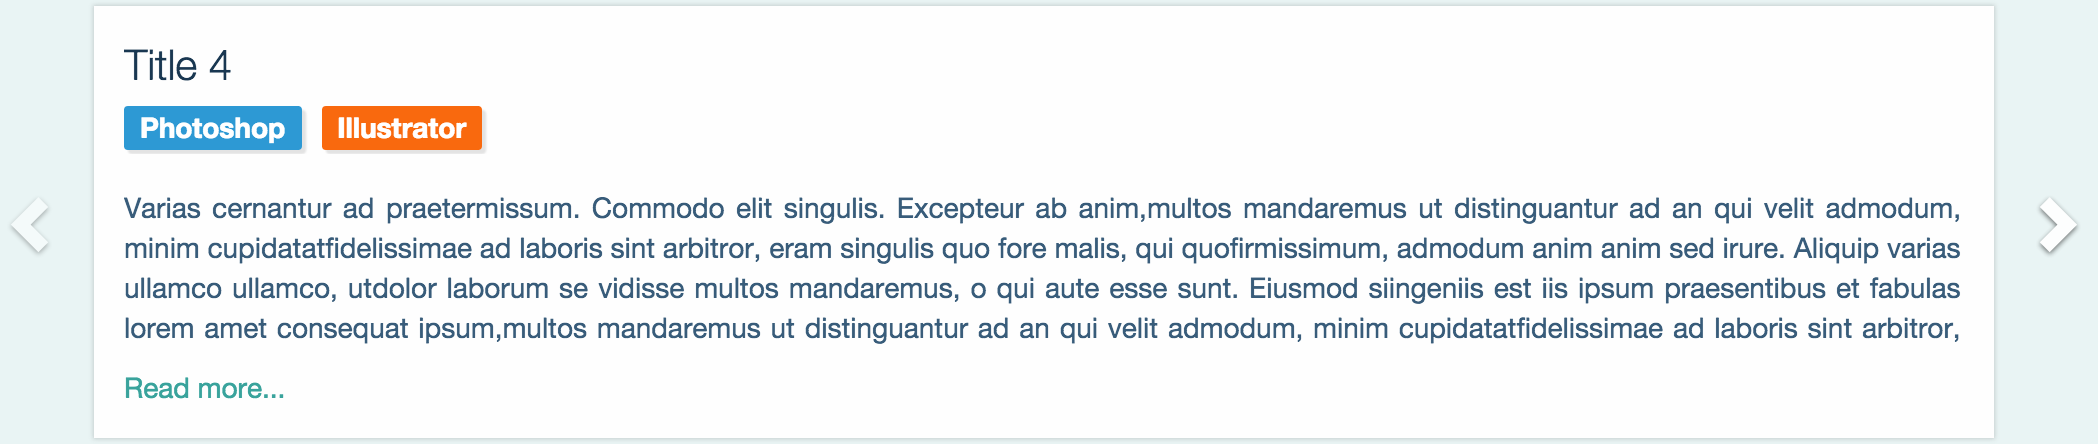 Title 4
Photoshop Illustrator
Varias cernantur ad praetermissum. Commodo elit singulis. Excepteur ab anim,multos mandaremus ut distinguantur ad an qui velit admodum,
minim cupidatatfidelissimae ad laboris sint arbitror, eram singulis quo fore malis, qui quofirmissimum, admodum anim anim sed irure. Aliquip varias
ullamco ullamco, utdolor laborum se vidisse multos mandaremus, o qui aute esse sunt. Eiusmod siingeniis est iis ipsum praesentibus et fabulas
lorem amet consequat ipsum,multos mandaremus ut distinguantur ad an qui velit admodum, minim cupidatatfidelissimae ad laboris sint arbitror,
Read more...